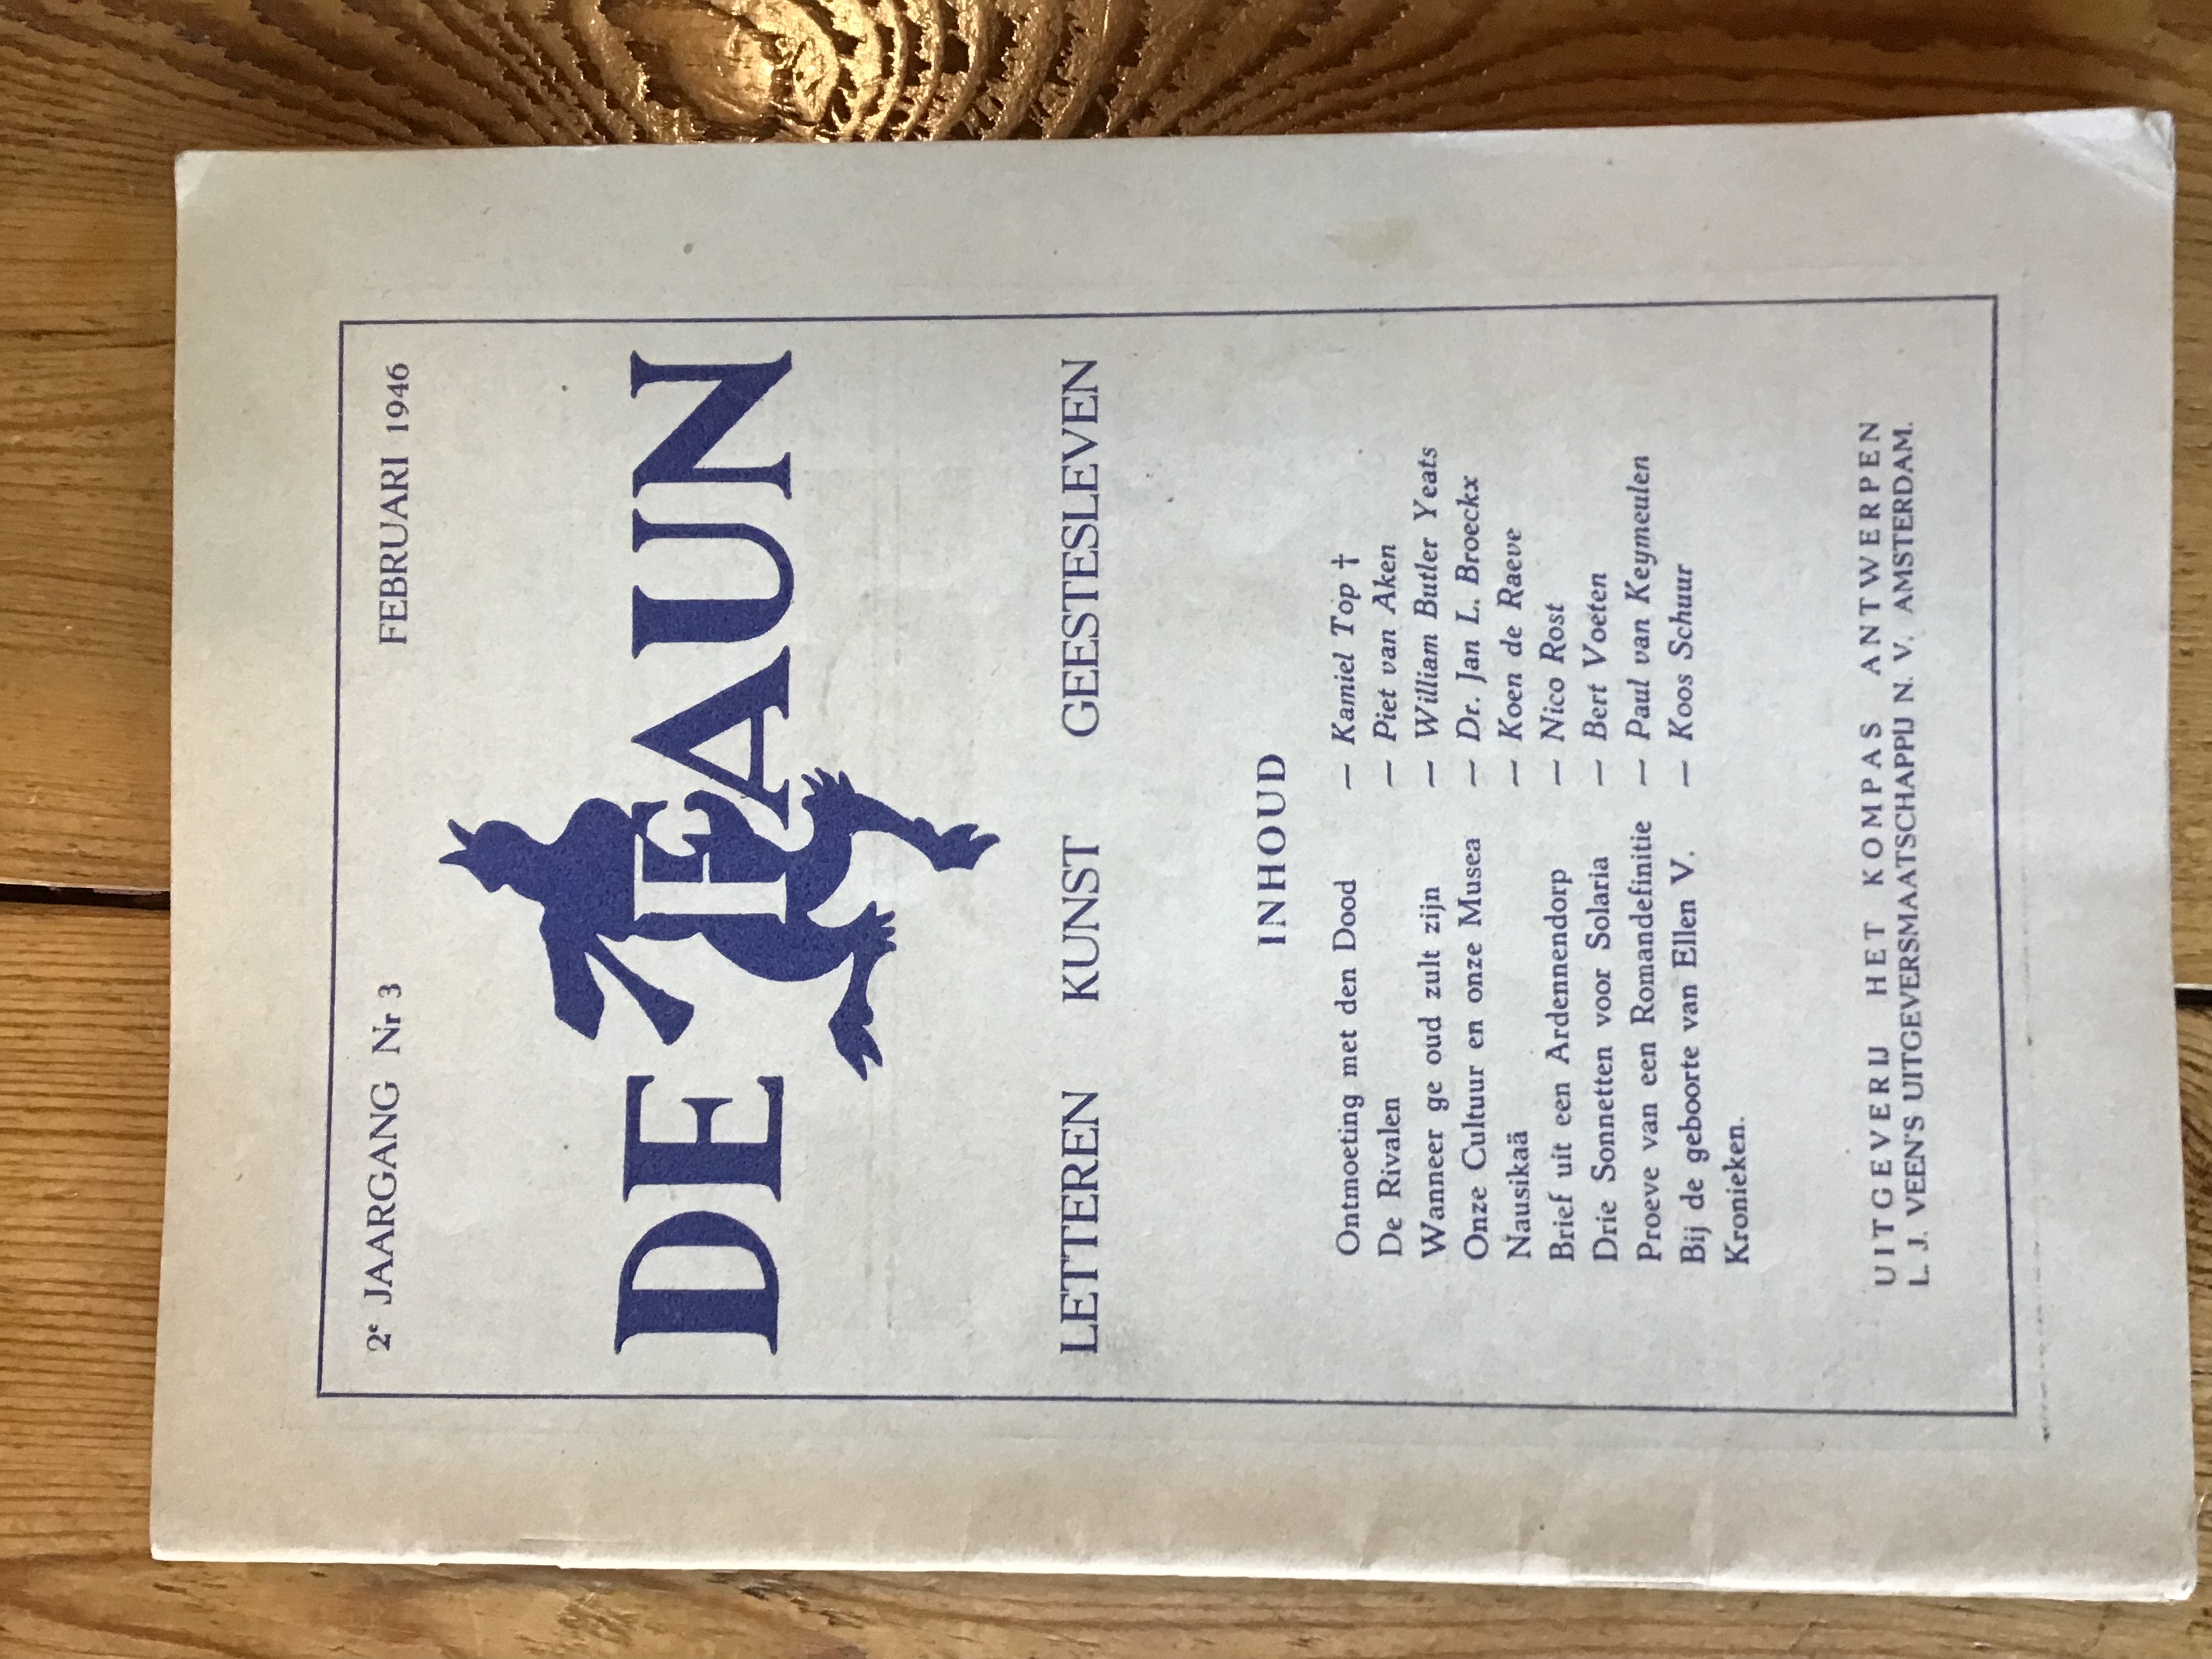 2e JAARGANG Nr 3 FEBRUARI 1946
DE FAUN
LETTEREN KUNST GEESTESLEVEN
INHOUD
Ontmoeting met den Dood — Kamiel Top †
De Rivalen — Piet van Aken
Wanneer ge oud zult zijn — William Butler Yeats
Onze Cultuur en onze Musea — Dr. Jan L. Broeckx
Nausikaä — Koen de Raeve
Brief uit een Ardennendorp — Nico Rost
Drie Sonnetten voor Solaria — Bert Voeten
Proeve van een Romandefinitie — Paul van Keymeulen
Bij de geboorte van Ellen V. — Koos Schuur
Kronieken.
UITGEVERIJ HET KOMPAS ANTWERPEN
L. J. VEEN'S UITGEVERSMAATSCHAPPIJ N. V. AMSTERDAM.